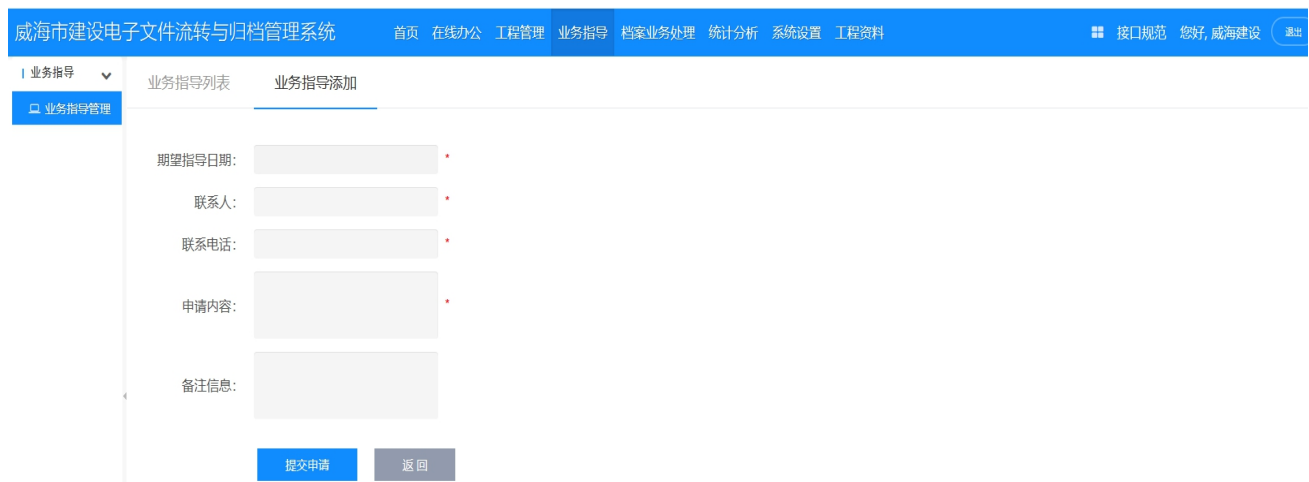 威海市建设电子文件流转与归档管理系统 首页 在线办公 工程管理 业务指导 档案业务处理 统计分析 系统设置 工程资料 接口规范 您好, 威海建设 退出
业务指导 业务指导列表 业务指导添加
业务指导管理
期望指导日期: *
联系人: *
联系电话: *
申请内容: *
备注信息:
提交申请 返回